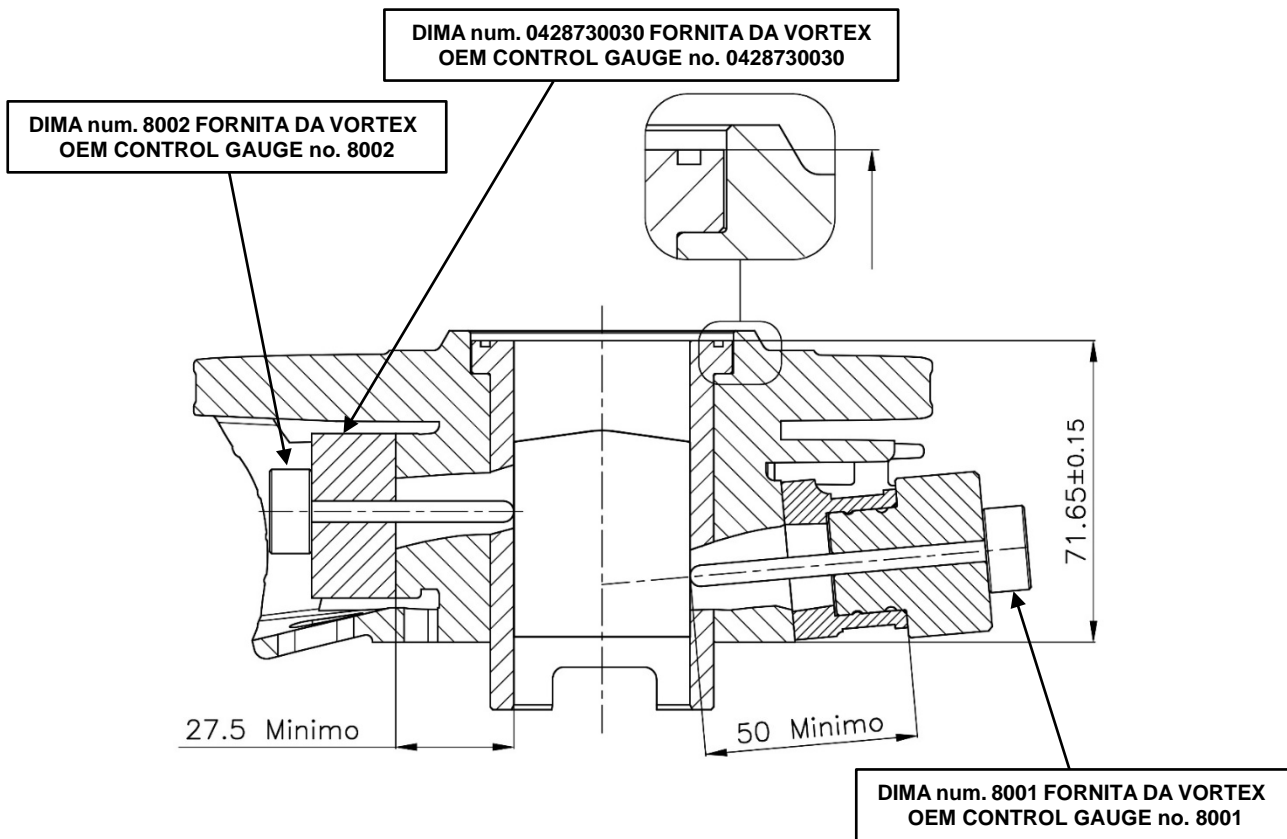 DIMA num. 0428730030 FORNITA DA VORTEX
OEM CONTROL GAUGE no. 0428730030
DIMA num. 8002 FORNITA DA VORTEX
OEM CONTROL GAUGE no. 8002
71.65±0.15
27.5 Minimo
50 Minimo
DIMA num. 8001 FORNITA DA VORTEX
OEM CONTROL GAUGE no. 8001